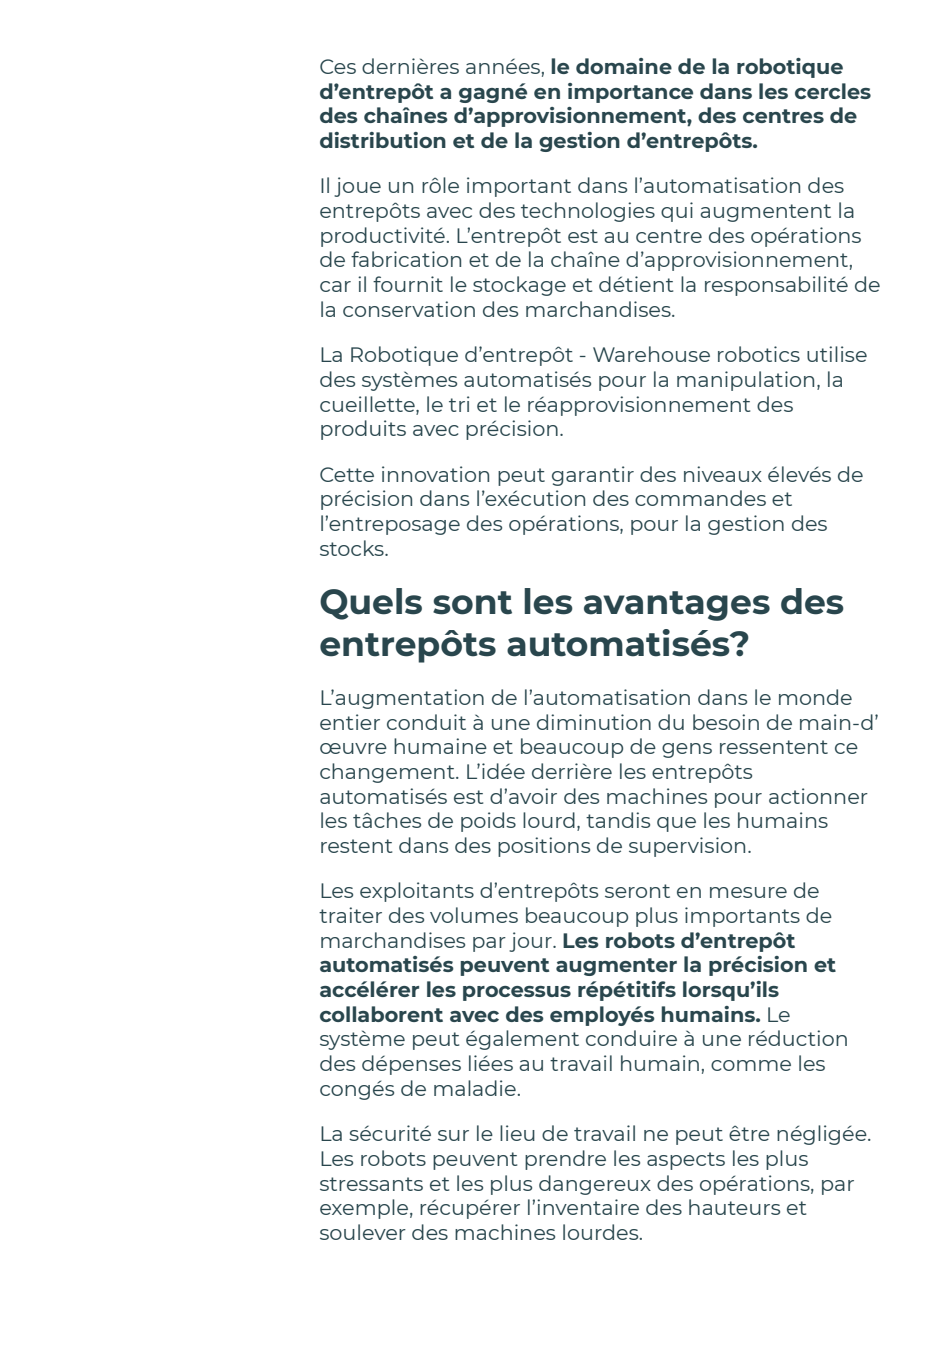 Ces dernières années, le domaine de la robotique
d’entrepôt a gagné en importance dans les cercles
des chaînes d’approvisionnement, des centres de
distribution et de la gestion d’entrepôts.
Il joue un rôle important dans l’automatisation des
entrepôts avec des technologies qui augmentent la
productivité. L’entrepôt est au centre des opérations
de fabrication et de la chaîne d’approvisionnement,
car il fournit le stockage et détient la responsabilité de
la conservation des marchandises.
La Robotique d’entrepôt - Warehouse robotics utilise
des systèmes automatisés pour la manipulation, la
cueillette, le tri et le réapprovisionnement des
produits avec précision.
Cette innovation peut garantir des niveaux élevés de
précision dans l’exécution des commandes et
l’entreposage des opérations, pour la gestion des
stocks.
Quels sont les avantages des
entrepôts automatisés?
L’augmentation de l’automatisation dans le monde
entier conduit à une diminution du besoin de main-d’
œuvre humaine et beaucoup de gens ressentent ce
changement. L’idée derrière les entrepôts
automatisés est d’avoir des machines pour actionner
les tâches de poids lourd, tandis que les humains
restent dans des positions de supervision.
Les exploitants d’entrepôts seront en mesure de
traiter des volumes beaucoup plus importants de
marchandises par jour. Les robots d’entrepôt
automatisés peuvent augmenter la précision et
accélérer les processus répétitifs lorsqu’ils
collaborent avec des employés humains. Le
système peut également conduire à une réduction
des dépenses liées au travail humain, comme les
congés de maladie.
La sécurité sur le lieu de travail ne peut être négligée.
Les robots peuvent prendre les aspects les plus
stressants et les plus dangereux des opérations, par
exemple, récupérer l’inventaire des hauteurs et
soulever des machines lourdes.